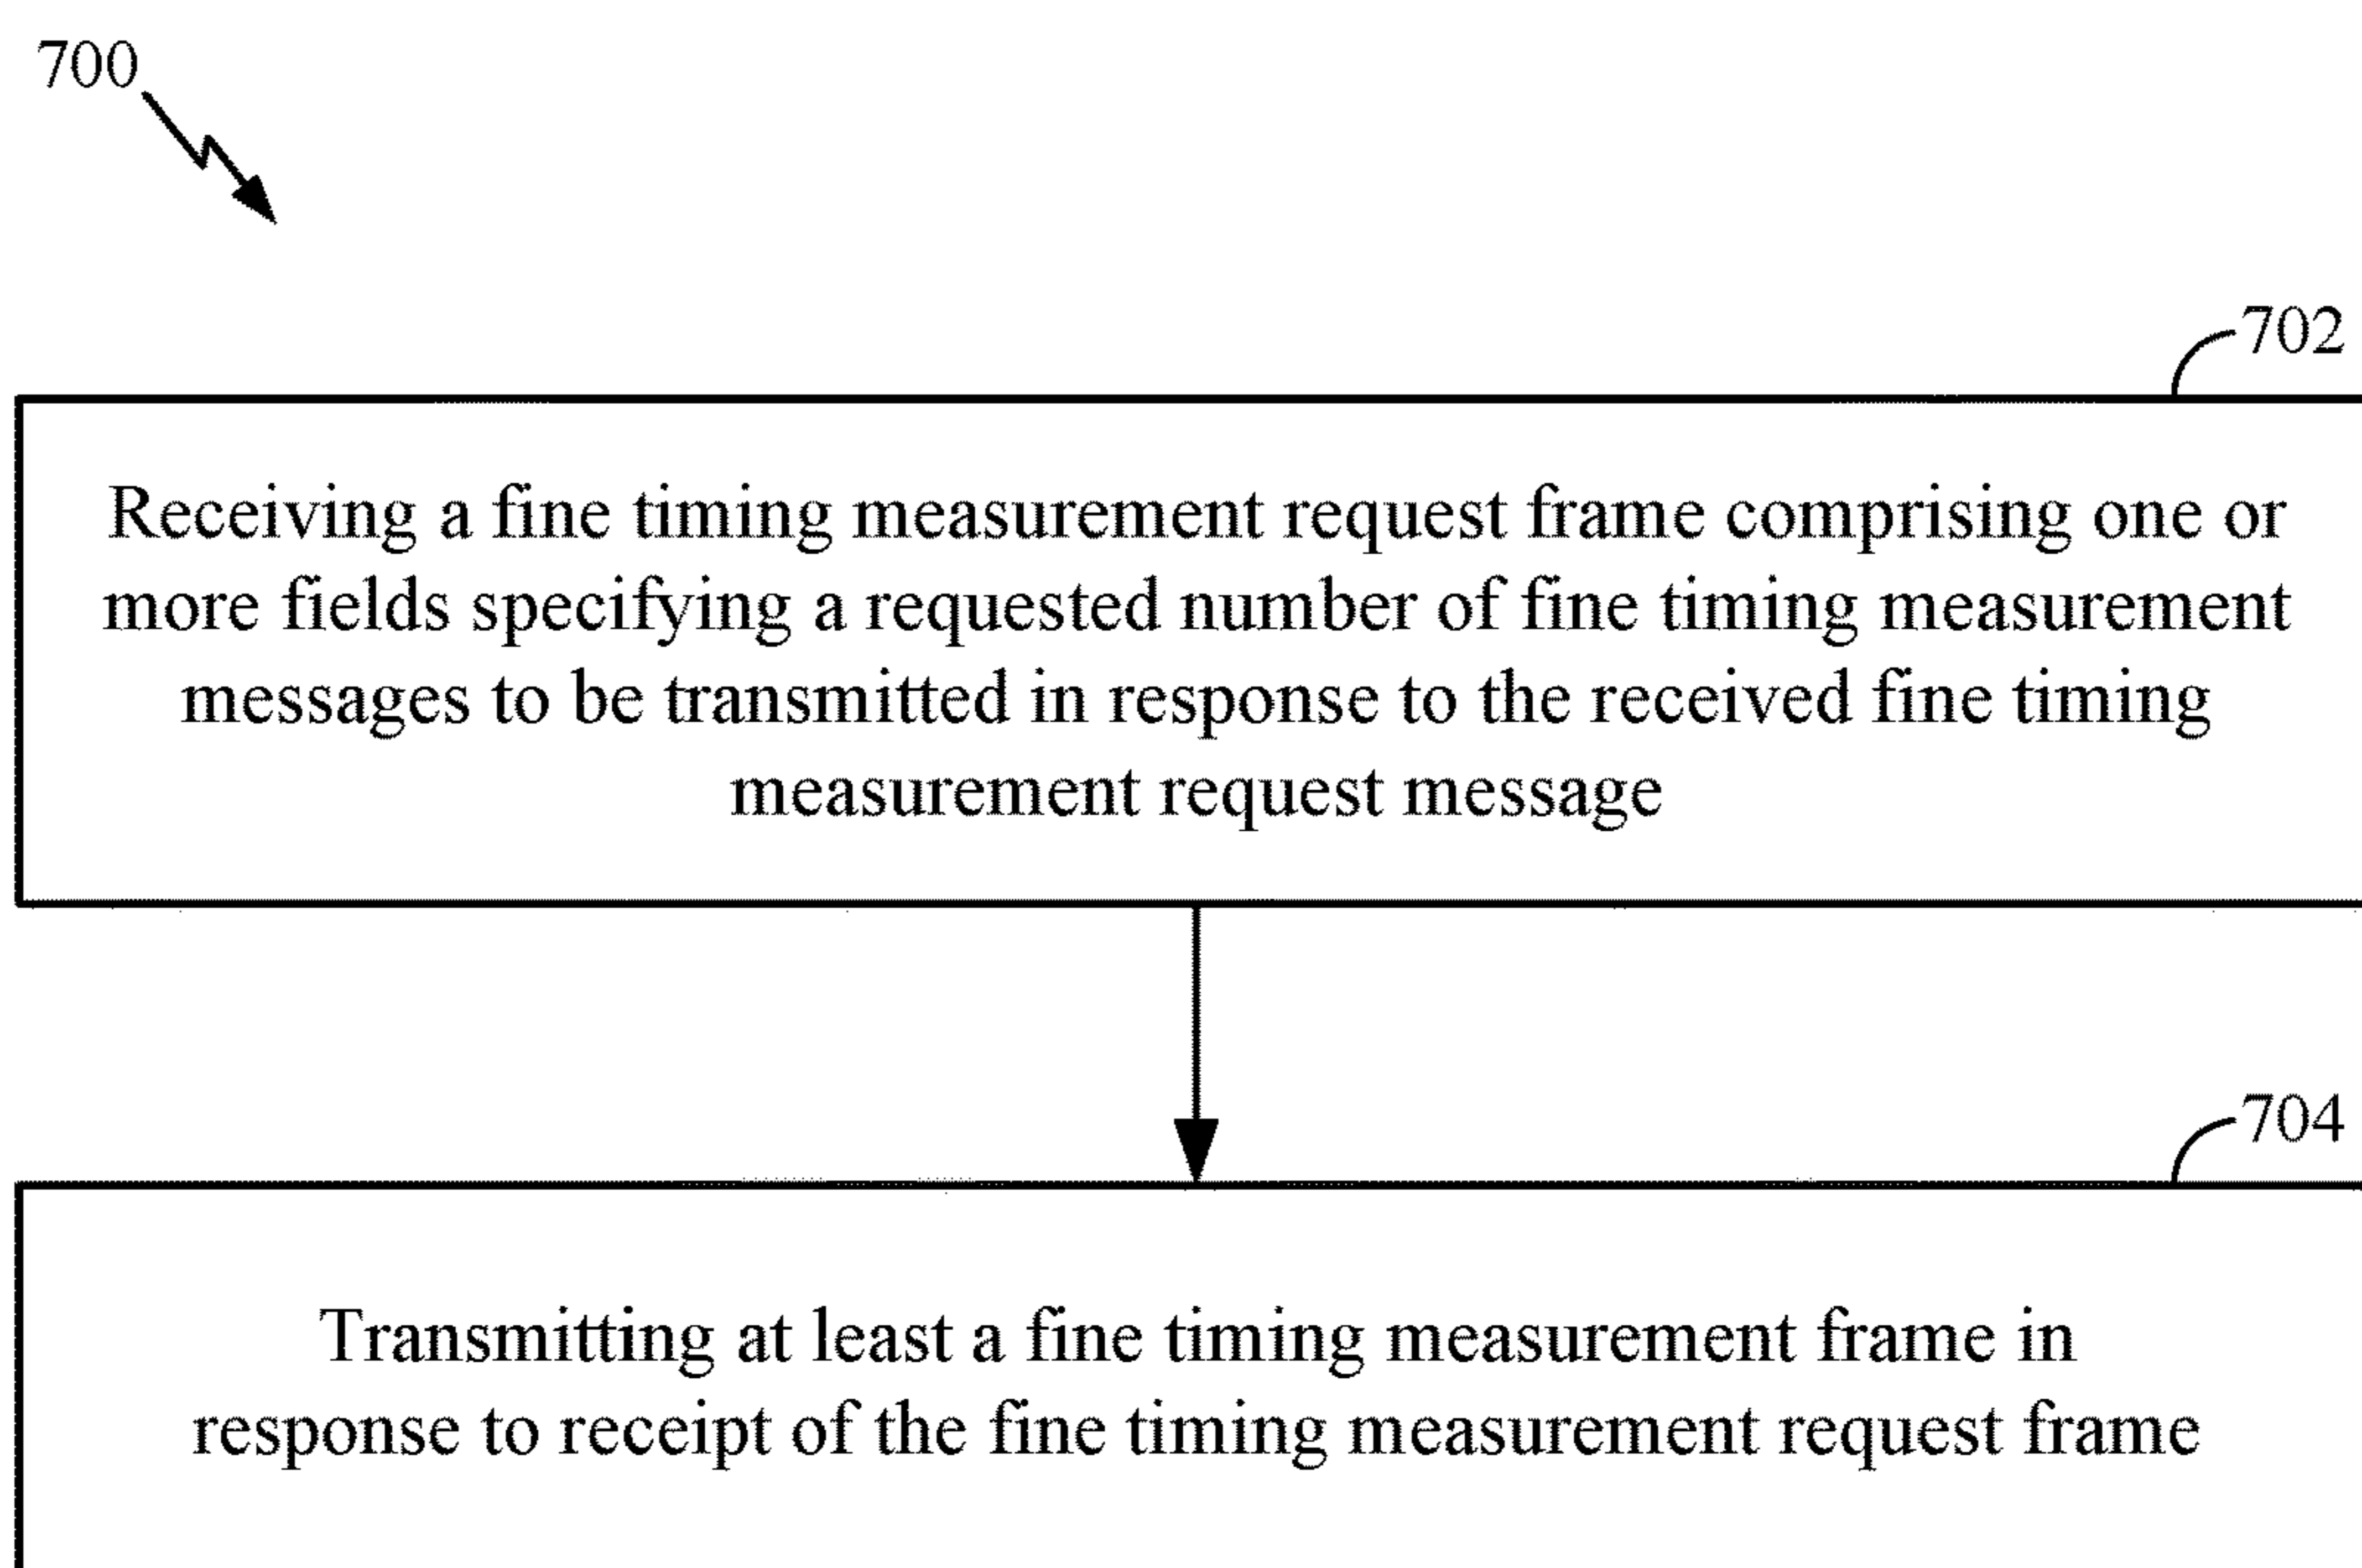 700
702
Receiving a fine timing measurement request frame comprising one or
more fields specifying a requested number of fine timing measurement
messages to be transmitted in response to the received fine timing
measurement request message
704
Transmitting at least a fine timing measurement frame in
response to receipt of the fine timing measurement request frame